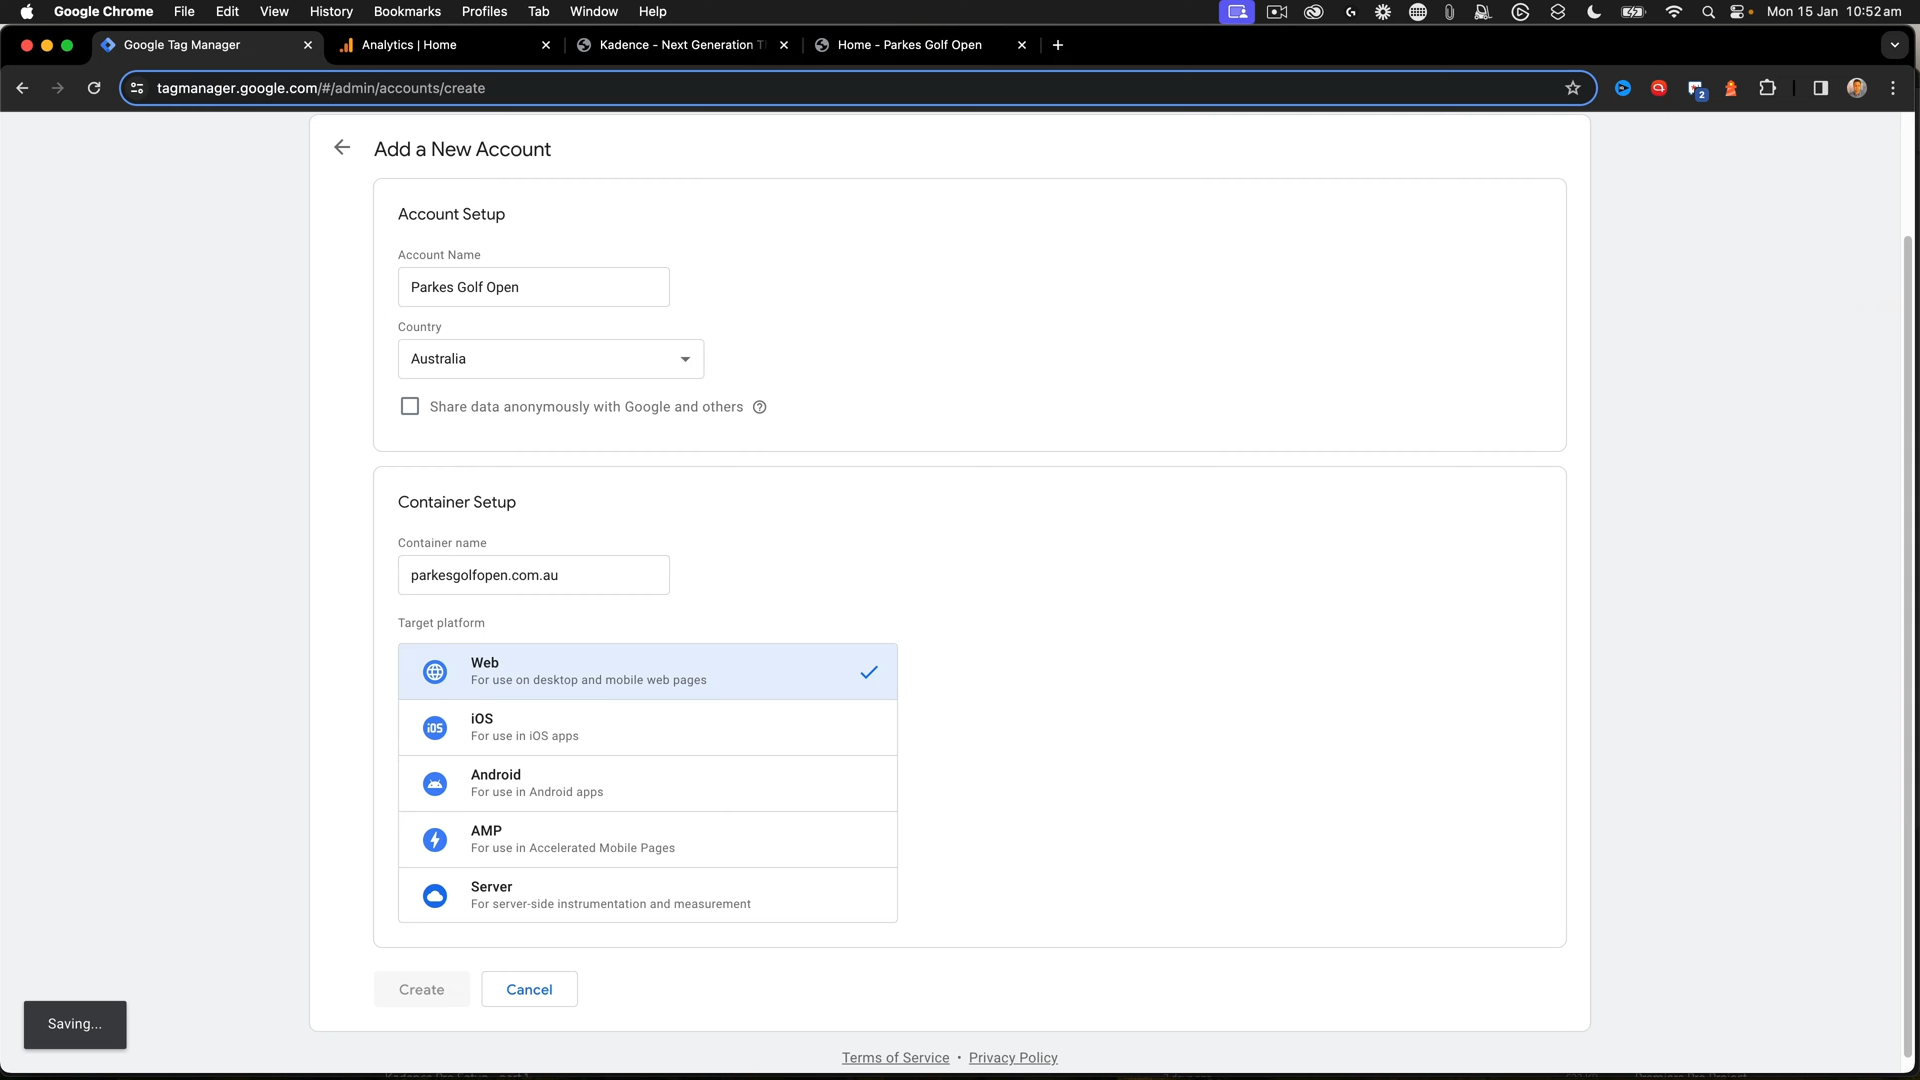 Google Chrome File Edit View History Bookmarks Profiles Tab Window Help Mon 15 Jan 10:52 am
Google Tag Manager Analytics | Home Kadence - Next Generation Home - Parkes Golf Open
tagmanager.google.com/#/admin/accounts/create 2
Add a New Account
Account Setup
Account Name
Parkes Golf Open
Country
Australia
Share data anonymously with Google and others
Container Setup
Container name
parkesgolfopen.com.au
Target platform
Web
For use on desktop and mobile web pages
iOS
iOS
For use in iOS apps
Android
For use in Android apps
AMP
For use in Accelerated Mobile Pages
Server
For server-side instrumentation and measurement
Create Cancel
Saving...
Terms of Service • Privacy Policy